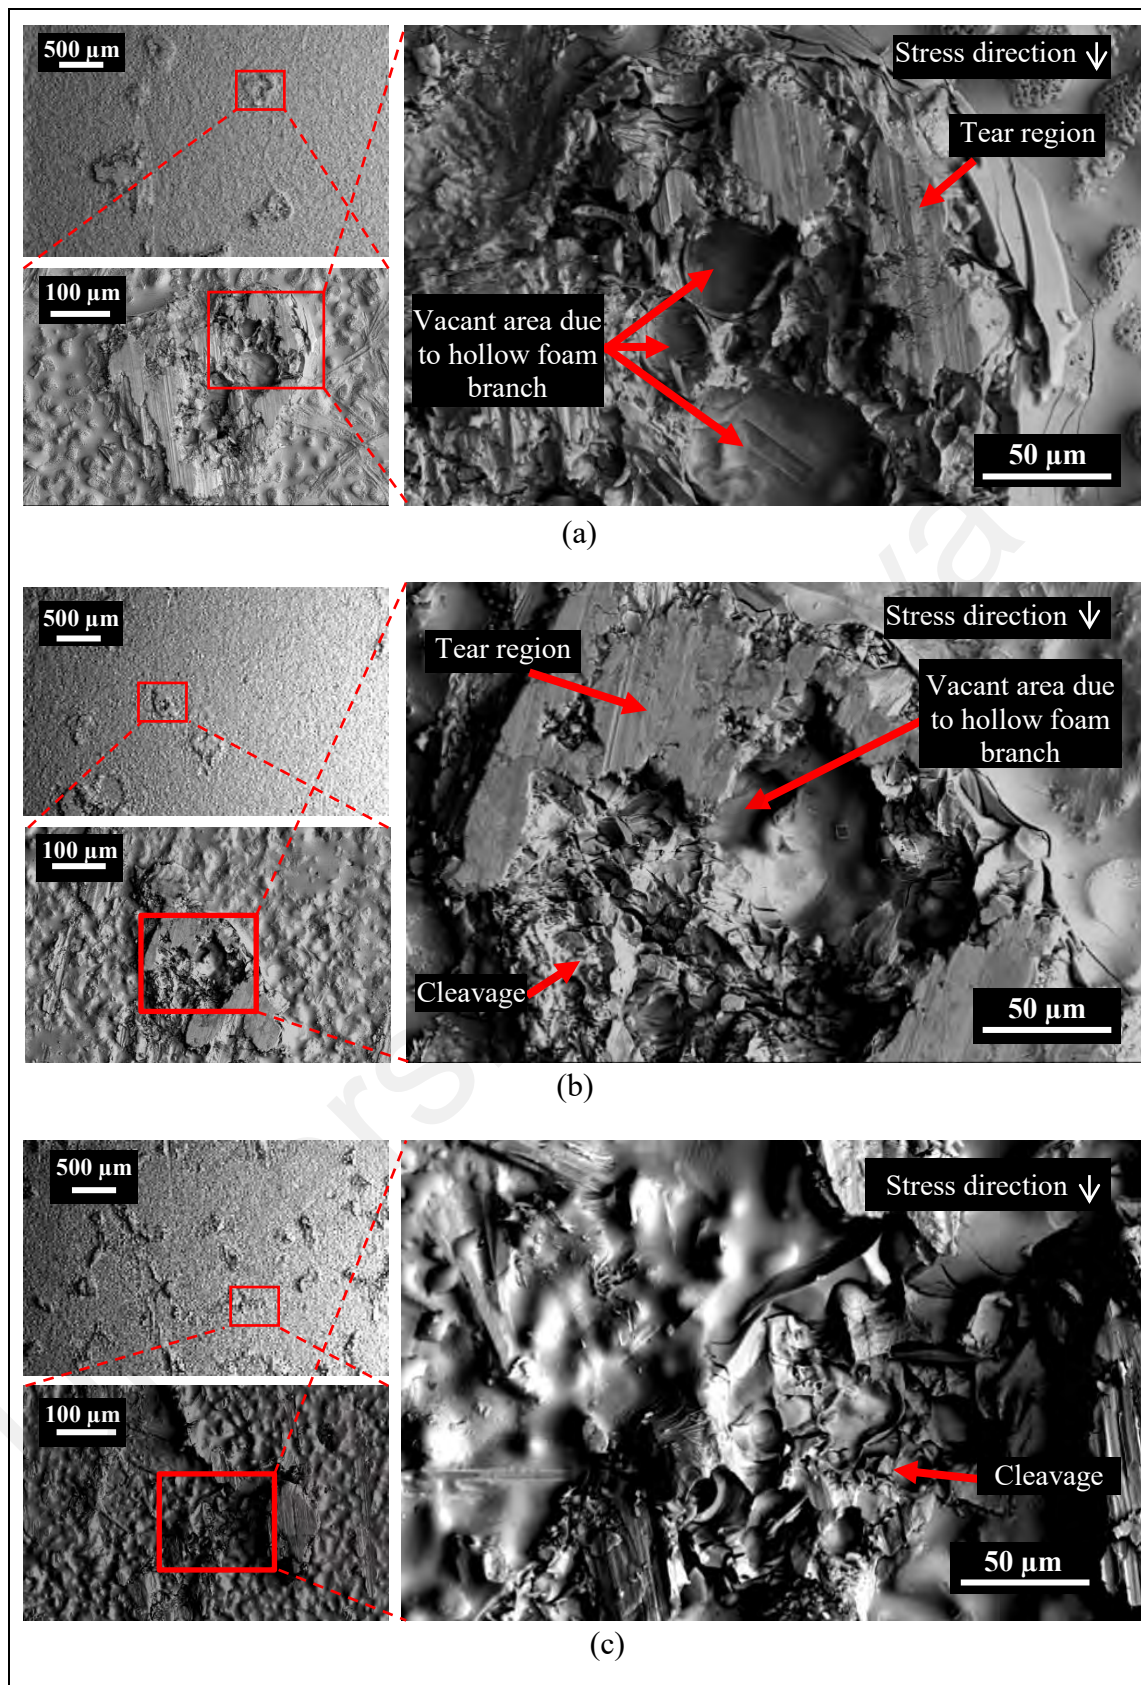 500 µm
Stress direction ↓
Tear region
100 µm
Vacant area due
to hollow foam
branch
50 µm
(a)
500 µm
Stress direction ↓
Tear region
Vacant area due
to hollow foam
branch
100 µm
Cleavage
50 µm
(b)
500 µm
Stress direction ↓
100 µm
Cleavage
50 µm
(c)